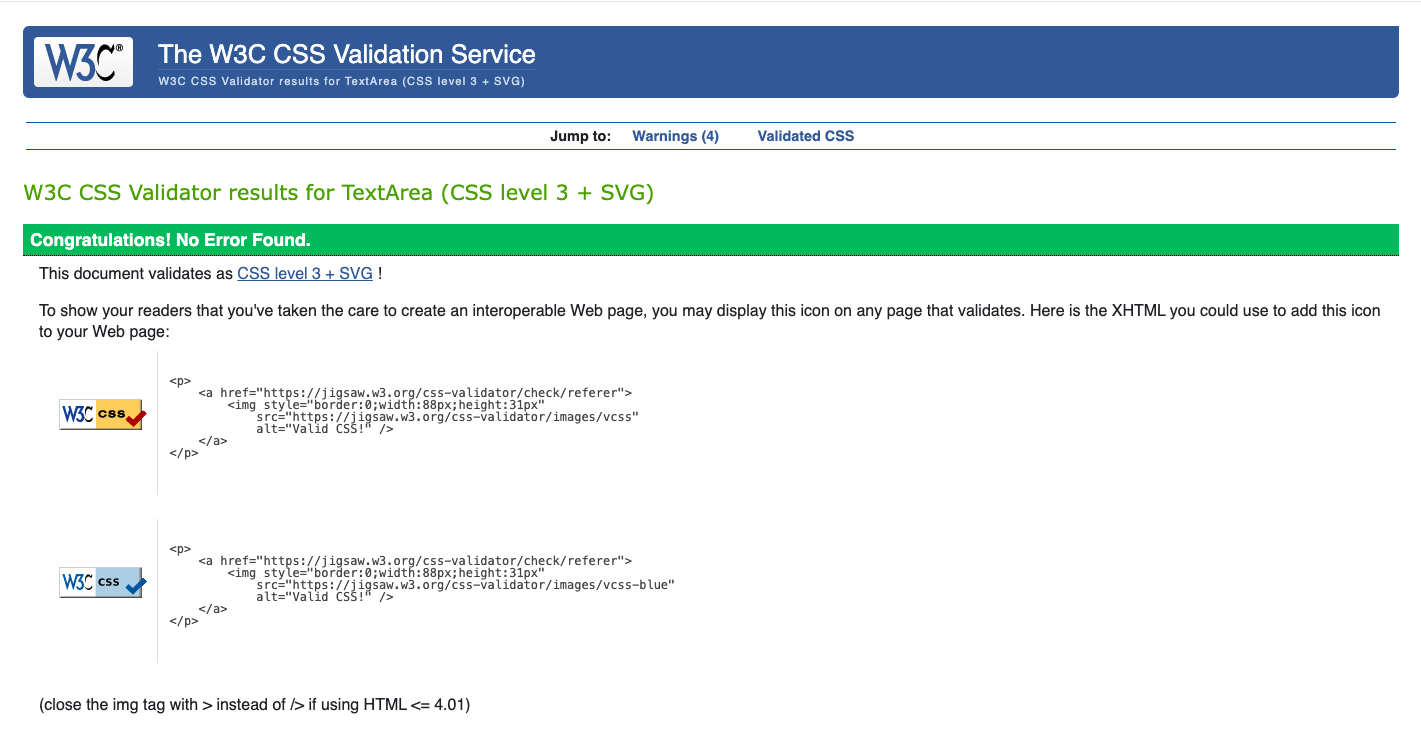 W3C®
The W3C CSS Validation Service
W3C CSS Validator results for TextArea (CSS level 3 + SVG)
Jump to: Warnings (4) Validated CSS
W3C CSS Validator results for TextArea (CSS level 3 + SVG)
Congratulations! No Error Found.
This document validates as CSS level 3 + SVG !
To show your readers that you've taken the care to create an interoperable Web page, you may display this icon on any page that validates. Here is the XHTML you could use to add this icon
to your Web page:
W3C css
<p>
    <a href="https://jigsaw.w3.org/css-validator/check/referer">
        <img style="border:0;width:88px;height:31px"
            src="https://jigsaw.w3.org/css-validator/images/vcss"
            alt="Valid CSS!" />
    </a>
</p>
W3C css
<p>
    <a href="https://jigsaw.w3.org/css-validator/check/referer">
        <img style="border:0;width:88px;height:31px"
            src="https://jigsaw.w3.org/css-validator/images/vcss-blue"
            alt="Valid CSS!" />
    </a>
</p>
(close the img tag with > instead of /> if using HTML <= 4.01)